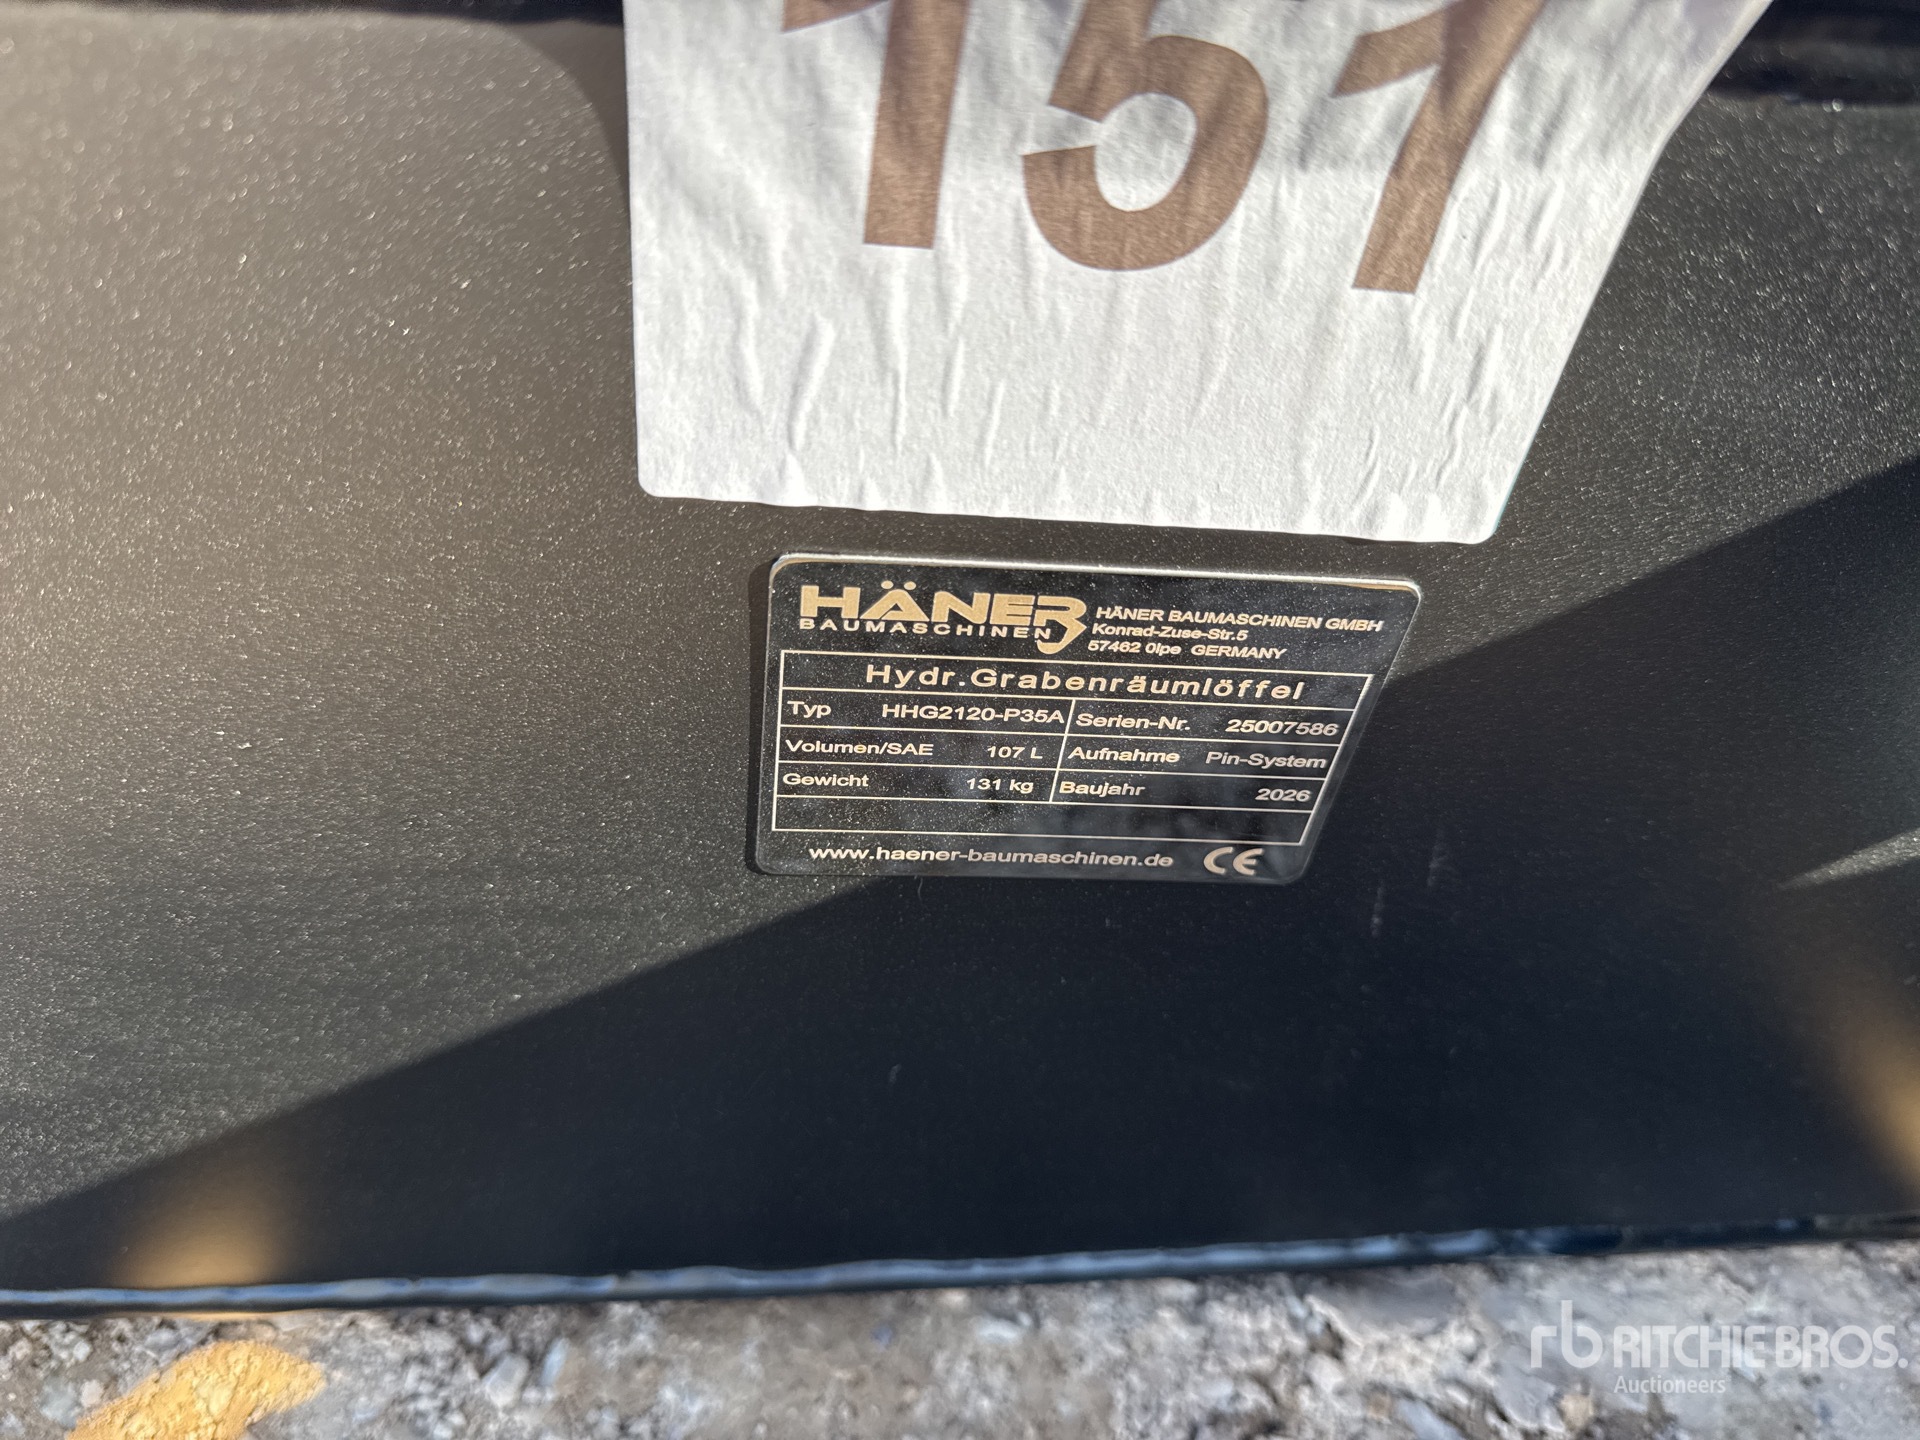 151
HÄNER
BAUMASCHINEN
HÄNER BAUMASCHINEN GMBH
Konrad-Zuse-Str.5
57462 Olpe GERMANY
Hydr.Grabenräumlöffel
Typ HHG2120-P35A Serien-Nr. 25007586
Volumen/SAE 107 L Aufnahme Pin-System
Gewicht 131 kg Baujahr 2026
www.haener-baumaschinen.de CE
rb RITCHIE BROS.
Auctioneers